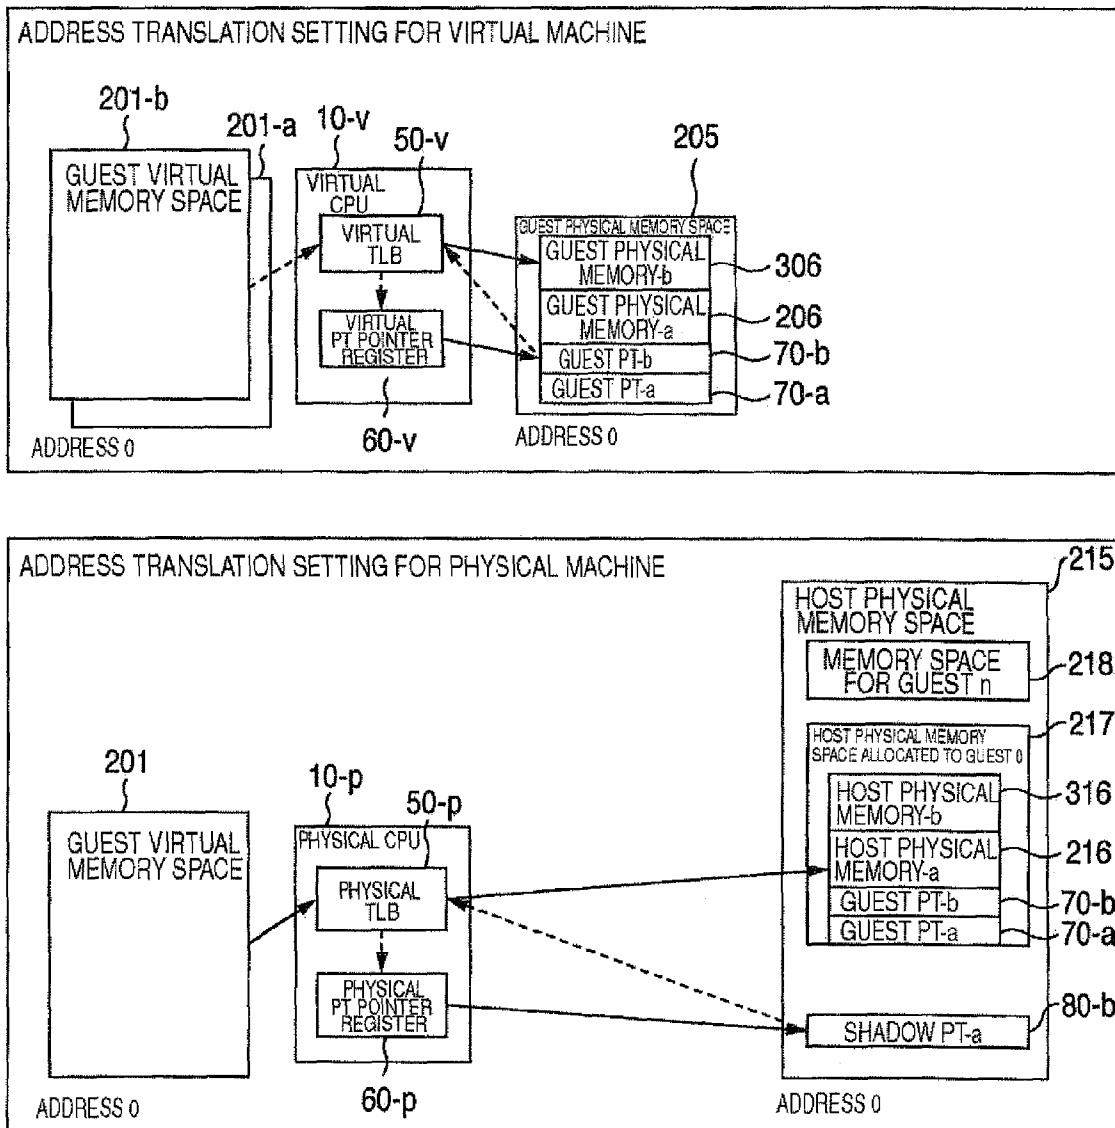 ADDRESS TRANSLATION SETTING FOR VIRTUAL MACHINE
201-b
201-a
10-v
50-v
205
GUEST VIRTUAL
MEMORY SPACE
VIRTUAL
CPU
VIRTUAL
TLB
VIRTUAL
PT POINTER
REGISTER
60-v
GUEST PHYSICAL MEMORY SPACE
GUEST PHYSICAL
MEMORY-b
306
GUEST PHYSICAL
MEMORY-a
206
GUEST PT-b
70-b
GUEST PT-a
70-a
ADDRESS 0
ADDRESS 0
ADDRESS TRANSLATION SETTING FOR PHYSICAL MACHINE
215
HOST PHYSICAL
MEMORY SPACE
MEMORY SPACE
FOR GUEST n
218
HOST PHYSICAL MEMORY
SPACE ALLOCATED TO GUEST 0
217
201
10-p
50-p
GUEST VIRTUAL
MEMORY SPACE
PHYSICAL CPU
PHYSICAL
TLB
PHYSICAL
PT POINTER
REGISTER
60-p
HOST PHYSICAL
MEMORY-b
316
HOST PHYSICAL
MEMORY-a
216
GUEST PT-b
70-b
GUEST PT-a
70-a
SHADOW PT-a
80-b
ADDRESS 0
ADDRESS 0